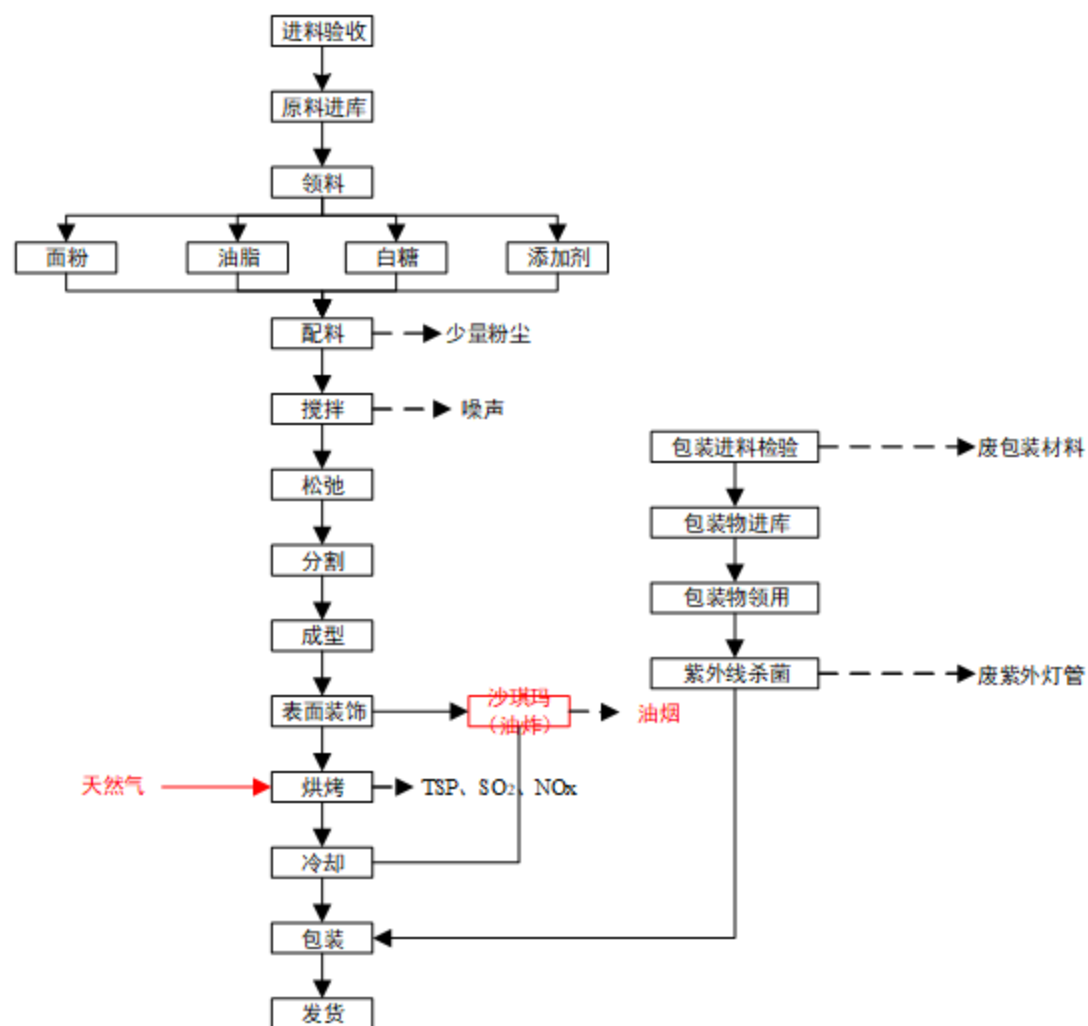 进料验收
原料进库
领料
面粉
油脂
白糖
添加剂
配料
少量粉尘
搅拌
噪声
包装进料检验
废包装材料
松弛
包装物进库
分割
包装物领用
成型
紫外线杀菌
废紫外灯管
表面装饰
沙琪玛
（油炸）
油烟
天然气
烘烤
TSP、SO₂、NOx
冷却
包装
发货